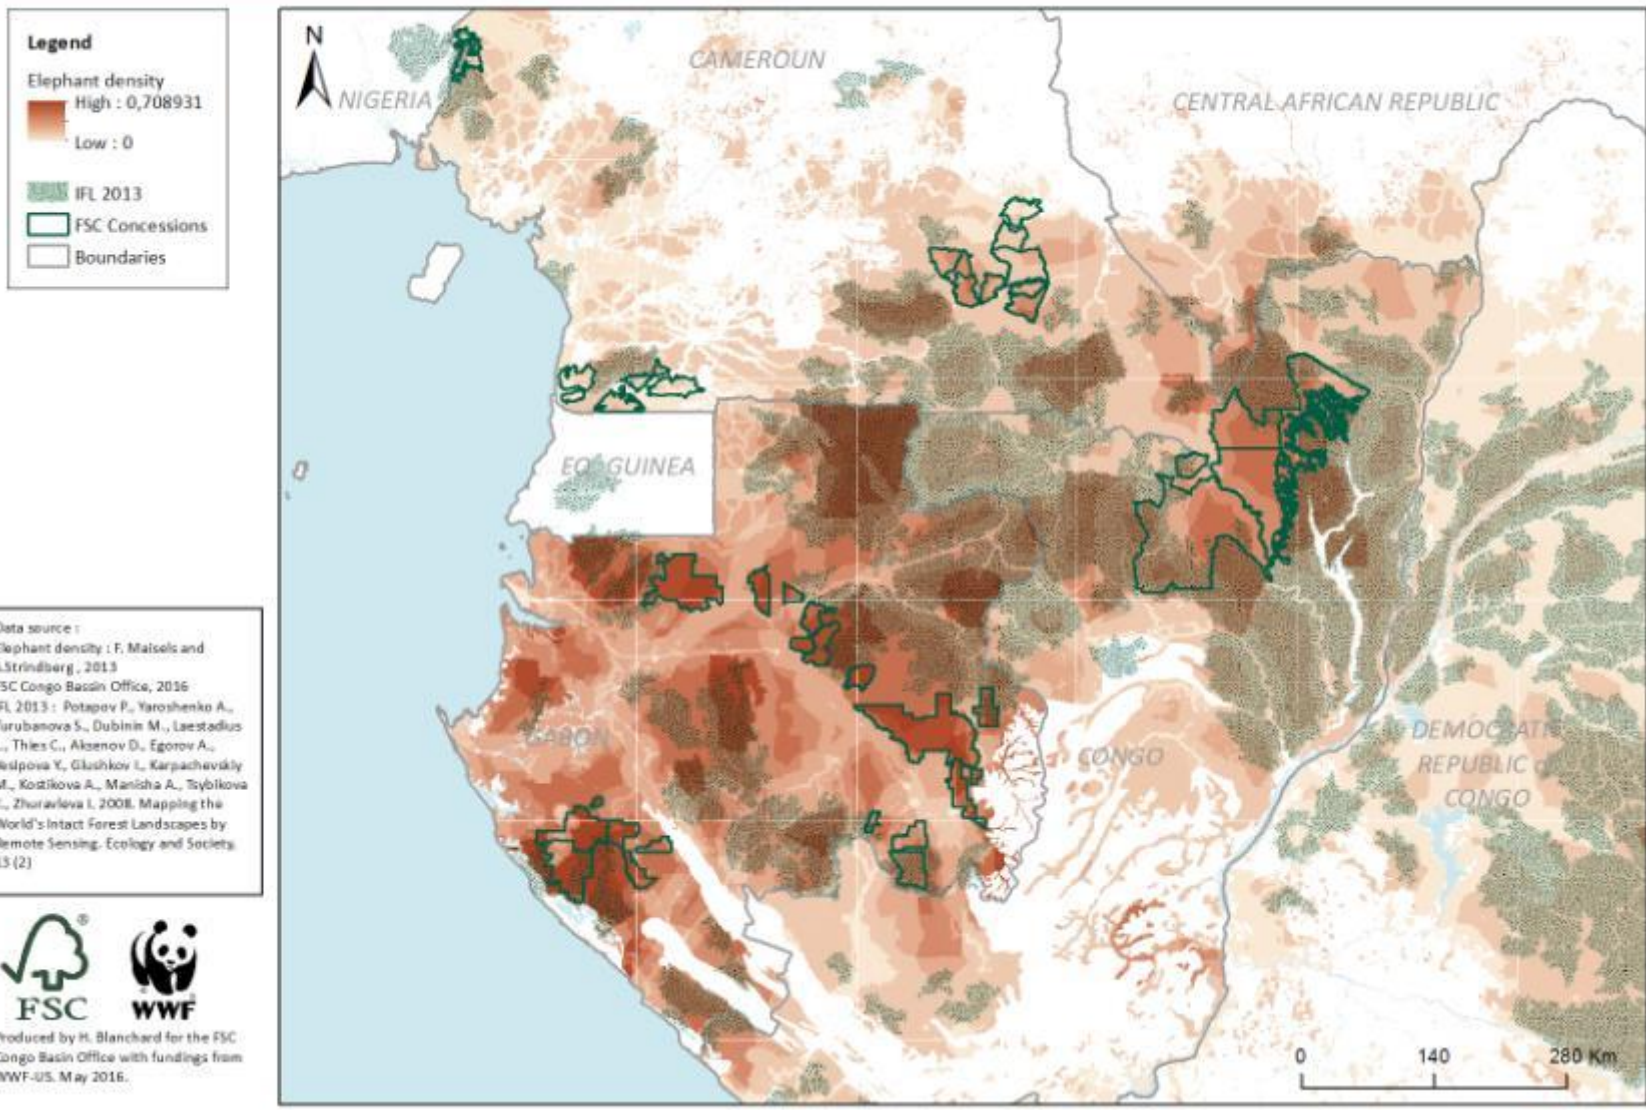 Legend
Elephant density
High : 0,708931
Low : 0
IFL 2013
FSC Concessions
Boundaries
Data source :
Elephant density : F. Maisels and
.Strindberg , 2013
FSC Congo Bassin Office, 2016
IFL 2013 : Potapov P., Yaroshenko A.,
Turubanova S., Dubinin M., Laestadius
., Thies C., Aksenov D., Egorov A.,
Yesipova Y., Glushkov I., Karpachevskiy
M., Kostikova A., Manisha A., Tsybikova
., Zhuravleva I. 2008. Mapping the
World's Intact Forest Landscapes by
Remote Sensing. Ecology and Society,
13 (2)
®
FSC
WWF
Produced by H. Blanchard for the FSC
Congo Basin Office with fundings from
WWF-US. May 2016.
N
NIGERIA
CAMEROUN
CENTRAL AFRICAN REPUBLIC
EQ. GUINEA
GABON
CONGO
DEMOCRATIC
REPUBLIC of
CONGO
0 140 280 Km